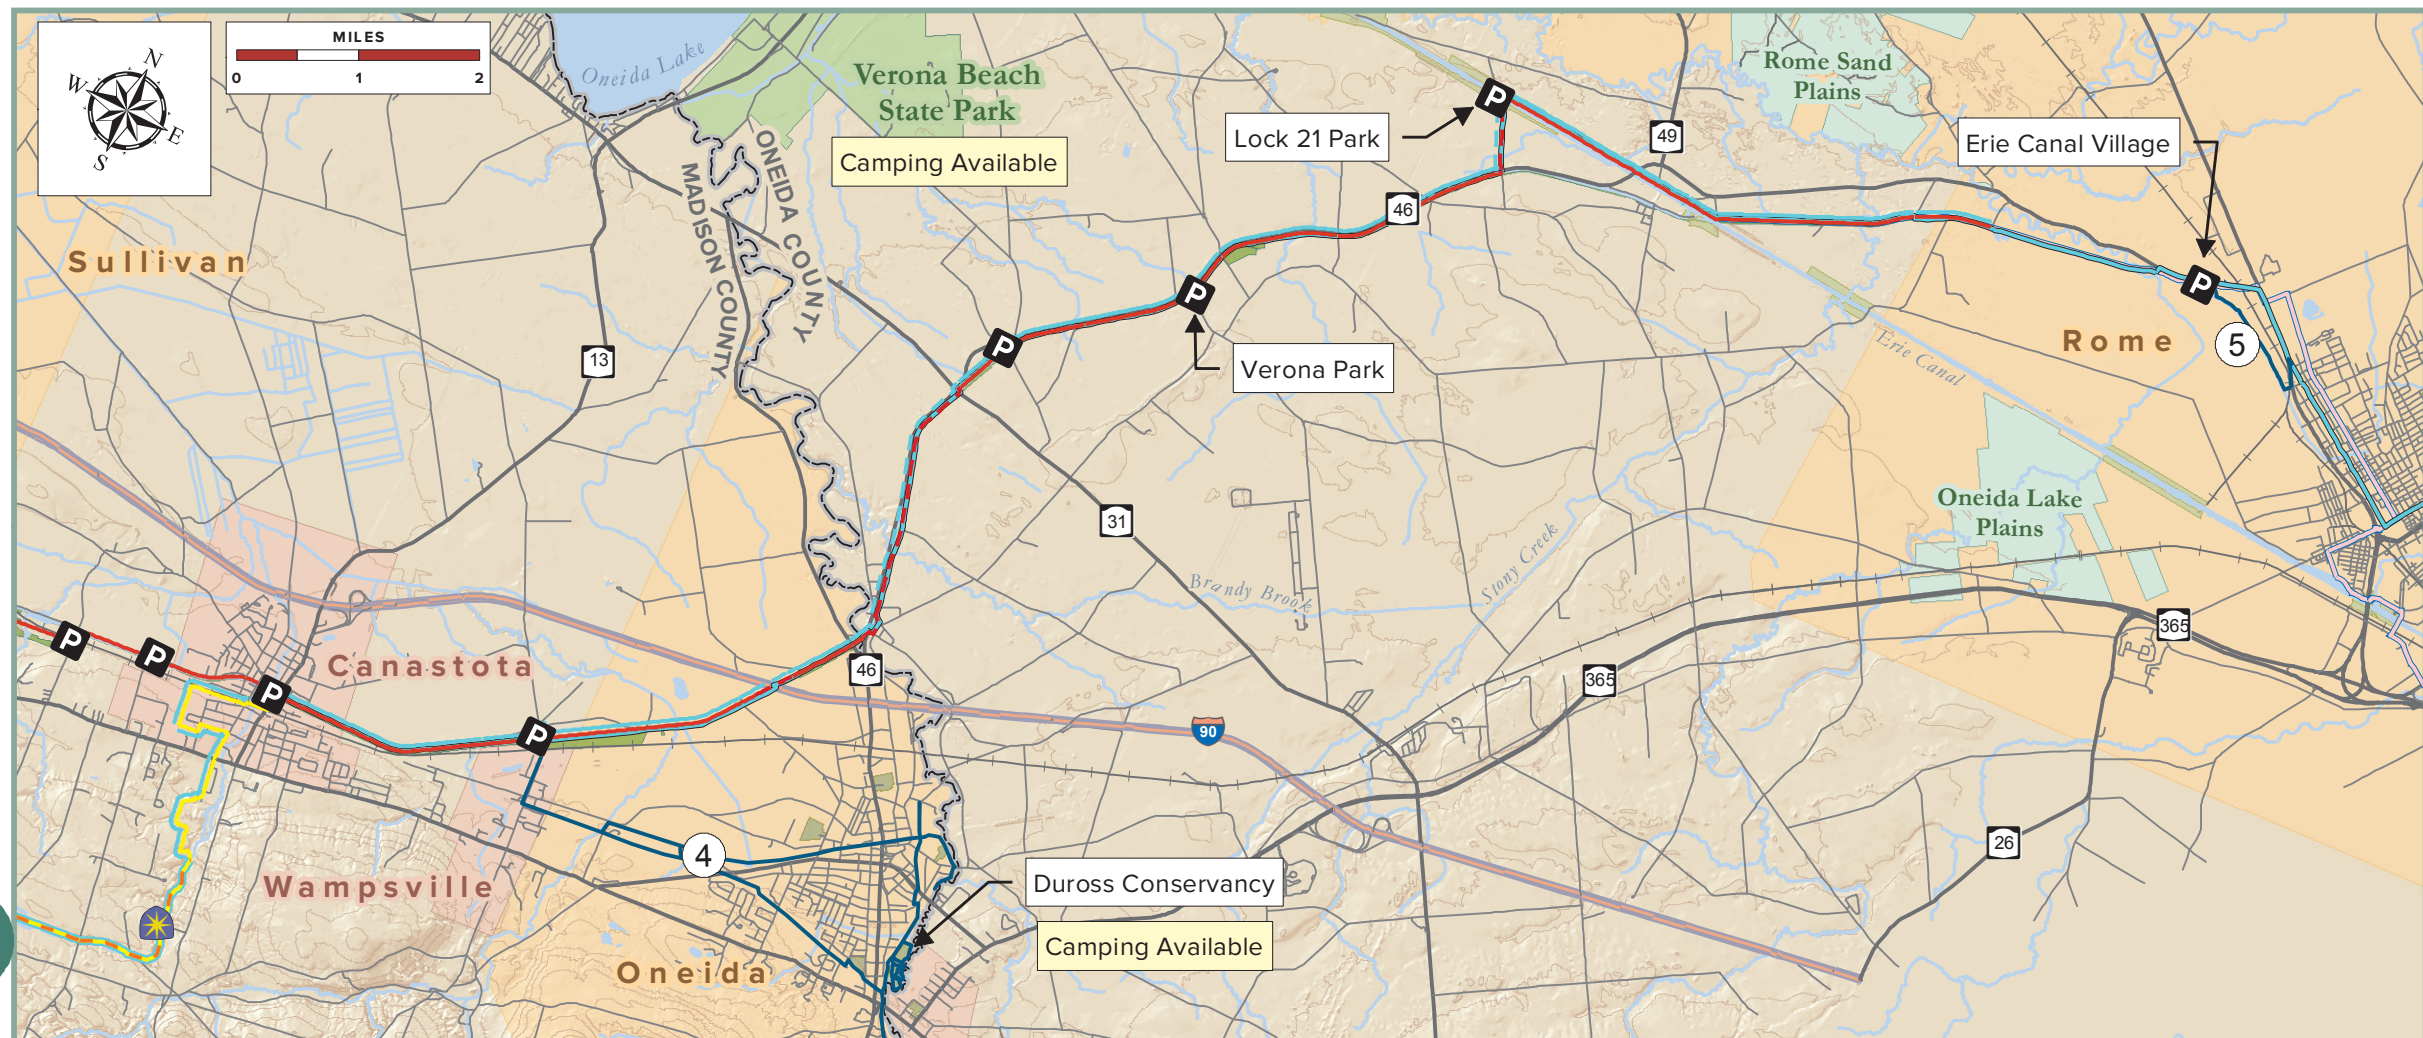 N
W
E
S
MILES
0 1 2
Oneida Lake
Verona Beach
State Park
Camping Available
ONEIDA COUNTY
MADISON COUNTY
Lock 21 Park
P
49
Rome Sand
Plains
Erie Canal Village
46
Sullivan
13
P
P
Verona Park
P
Rome
5
Erie Canal
31
Oneida Lake
Plains
Brandy Brook
Stony Creek
365
365
P
P
P
Canastota
46
P
90
Wampsville
4
Duross Conservancy
Camping Available
26
Oneida